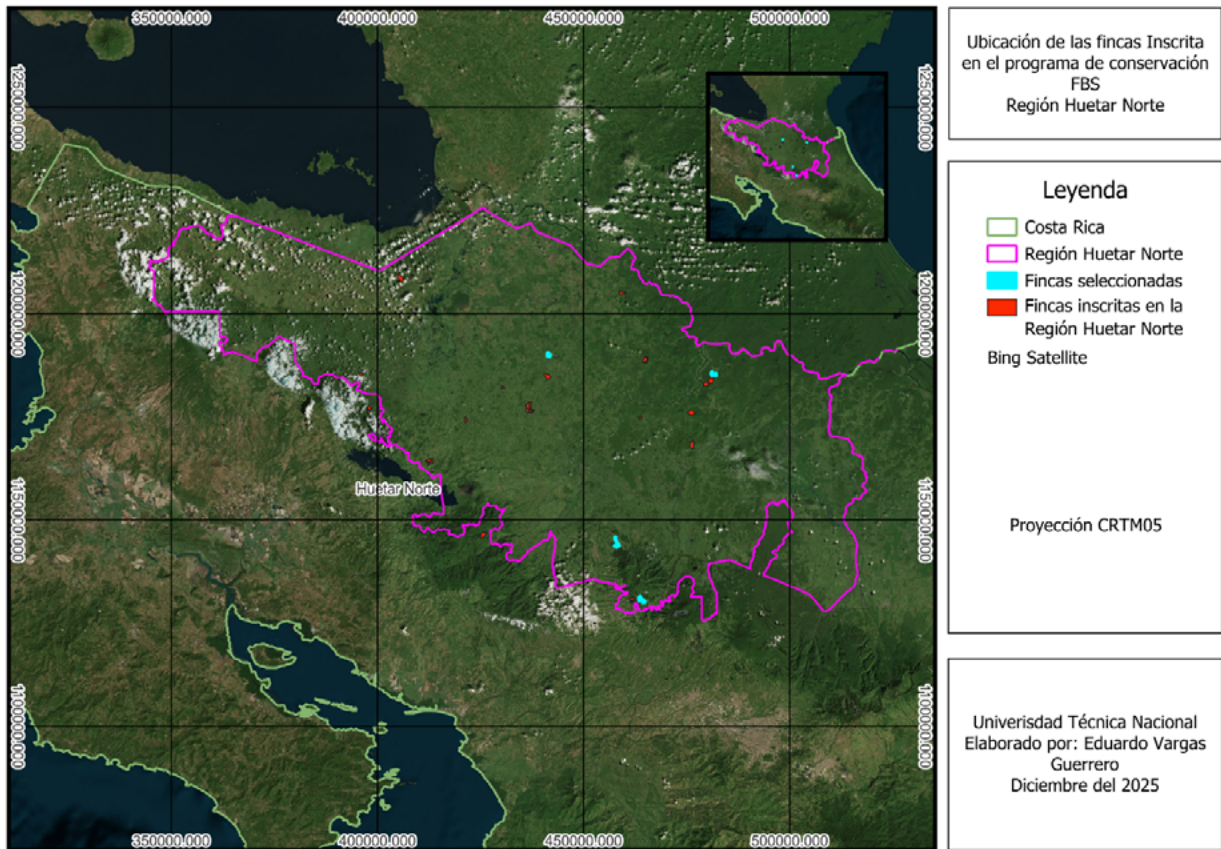 350000.000
400000.000
450000.000
500000.000
1250000.000
1250000.000
1200000.000
1200000.000
Huetar Norte
1150000.000
1150000.000
1100000.000
1100000.000
350000.000
400000.000
450000.000
500000.000
Ubicación de las fincas Inscrita
en el programa de conservación
FBS
Región Huetar Norte
Leyenda
Costa Rica
Región Huetar Norte
Fincas seleccionadas
Fincas inscritas en la
Región Huetar Norte
Bing Satellite
Proyección CRTM05
Univerisdad Técnica Nacional
Elaborado por: Eduardo Vargas
Guerrero
Diciembre del 2025